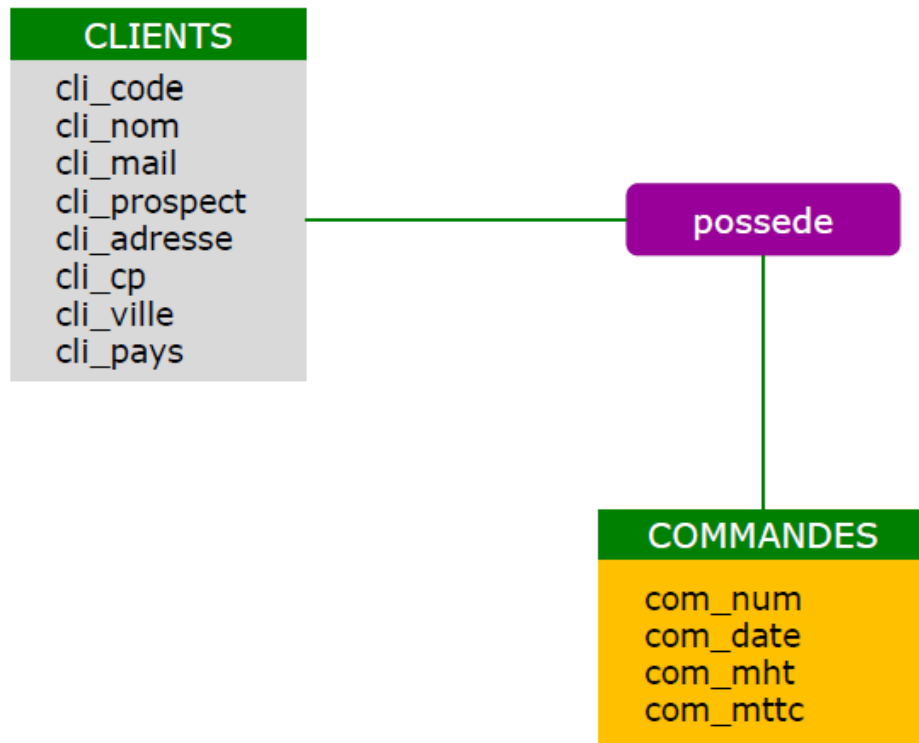 CLIENTS
cli_code
cli_nom
cli_mail
cli_prospect
cli_adresse
cli_cp
cli_ville
cli_pays
possede
COMMANDES
com_num
com_date
com_mht
com_mttc